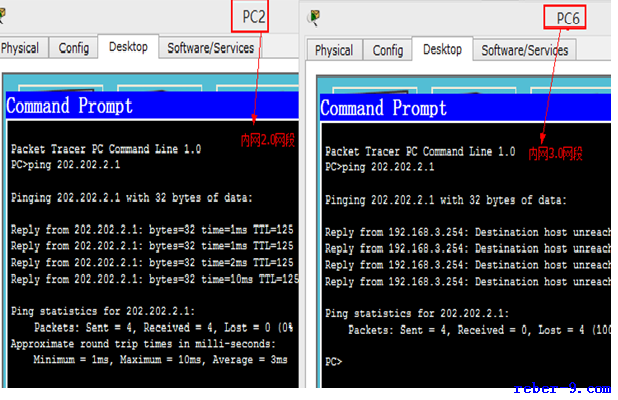 PC2
Physical Config Desktop Software/Services
Command Prompt
内网2.0网段
Packet Tracer PC Command Line 1.0
PC>ping 202.202.2.1
Pinging 202.202.2.1 with 32 bytes of data:
Reply from 202.202.2.1: bytes=32 time=1ms TTL=125
Reply from 202.202.2.1: bytes=32 time=1ms TTL=125
Reply from 202.202.2.1: bytes=32 time=2ms TTL=125
Reply from 202.202.2.1: bytes=32 time=10ms TTL=125
Ping statistics for 202.202.2.1:
Packets: Sent = 4, Received = 4, Lost = 0 (0%
Approximate round trip times in milli-seconds:
Minimum = 1ms, Maximum = 10ms, Average = 3ms
PC6
Physical Config Desktop Software/Services
Command Prompt
Packet Tracer PC Command Line 1.0
内网3.0网段
PC>ping 202.202.2.1
Pinging 202.202.2.1 with 32 bytes of data:
Reply from 192.168.3.254: Destination host unreach
Reply from 192.168.3.254: Destination host unreach
Reply from 192.168.3.254: Destination host unreach
Reply from 192.168.3.254: Destination host unreach
Ping statistics for 202.202.2.1:
Packets: Sent = 4, Received = 0, Lost = 4 (100
PC>
reber-9.com